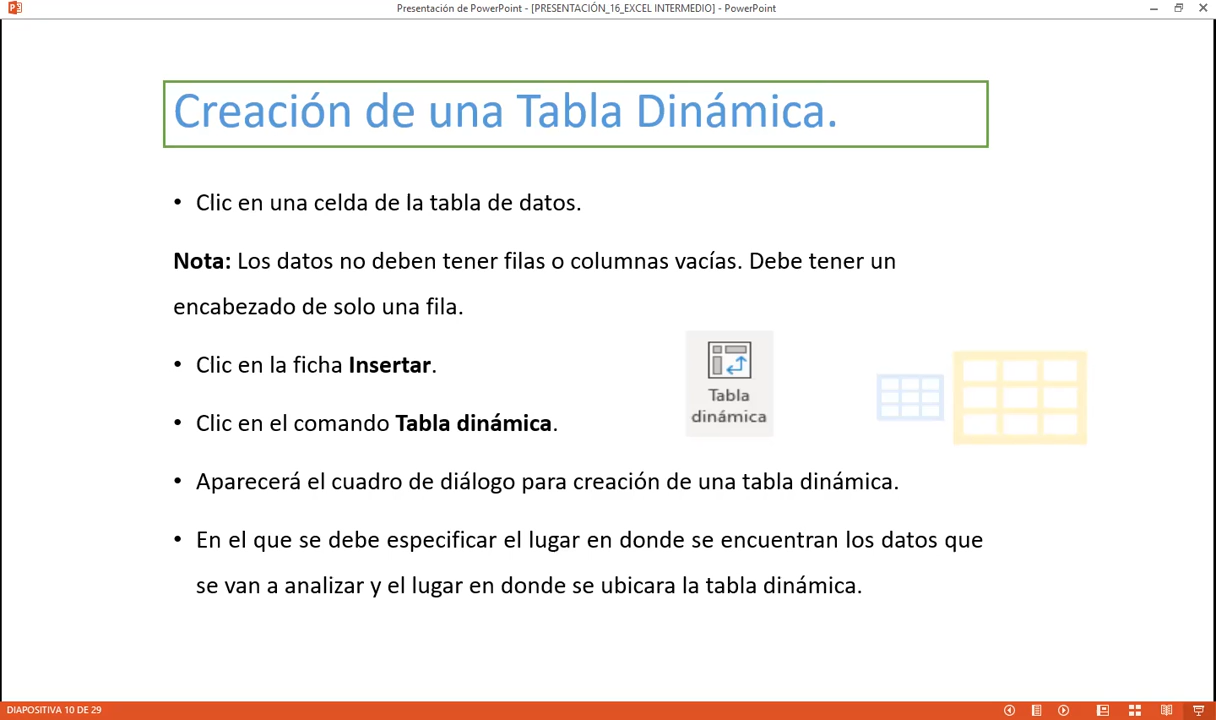 Presentación de PowerPoint - [PRESENTACIÓN_16_EXCEL INTERMEDIO] - PowerPoint
Creación de una Tabla Dinámica.
• Clic en una celda de la tabla de datos.
Nota: Los datos no deben tener filas o columnas vacías. Debe tener un
encabezado de solo una fila.
• Clic en la ficha Insertar.
• Clic en el comando Tabla dinámica.
Tabla
dinámica
• Aparecerá el cuadro de diálogo para creación de una tabla dinámica.
• En el que se debe especificar el lugar en donde se encuentran los datos que
se van a analizar y el lugar en donde se ubicara la tabla dinámica.
DIAPOSITIVA 10 DE 29